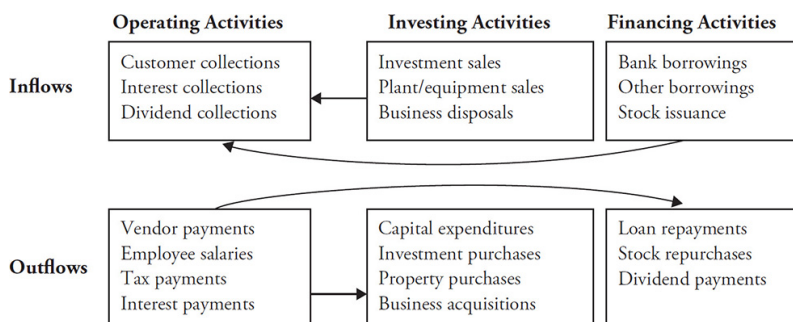 Operating Activities
Investing Activities
Financing Activities
Inflows
Customer collections
Interest collections
Dividend collections
Investment sales
Plant/equipment sales
Business disposals
Bank borrowings
Other borrowings
Stock issuance
Outflows
Vendor payments
Employee salaries
Tax payments
Interest payments
Capital expenditures
Investment purchases
Property purchases
Business acquisitions
Loan repayments
Stock repurchases
Dividend payments